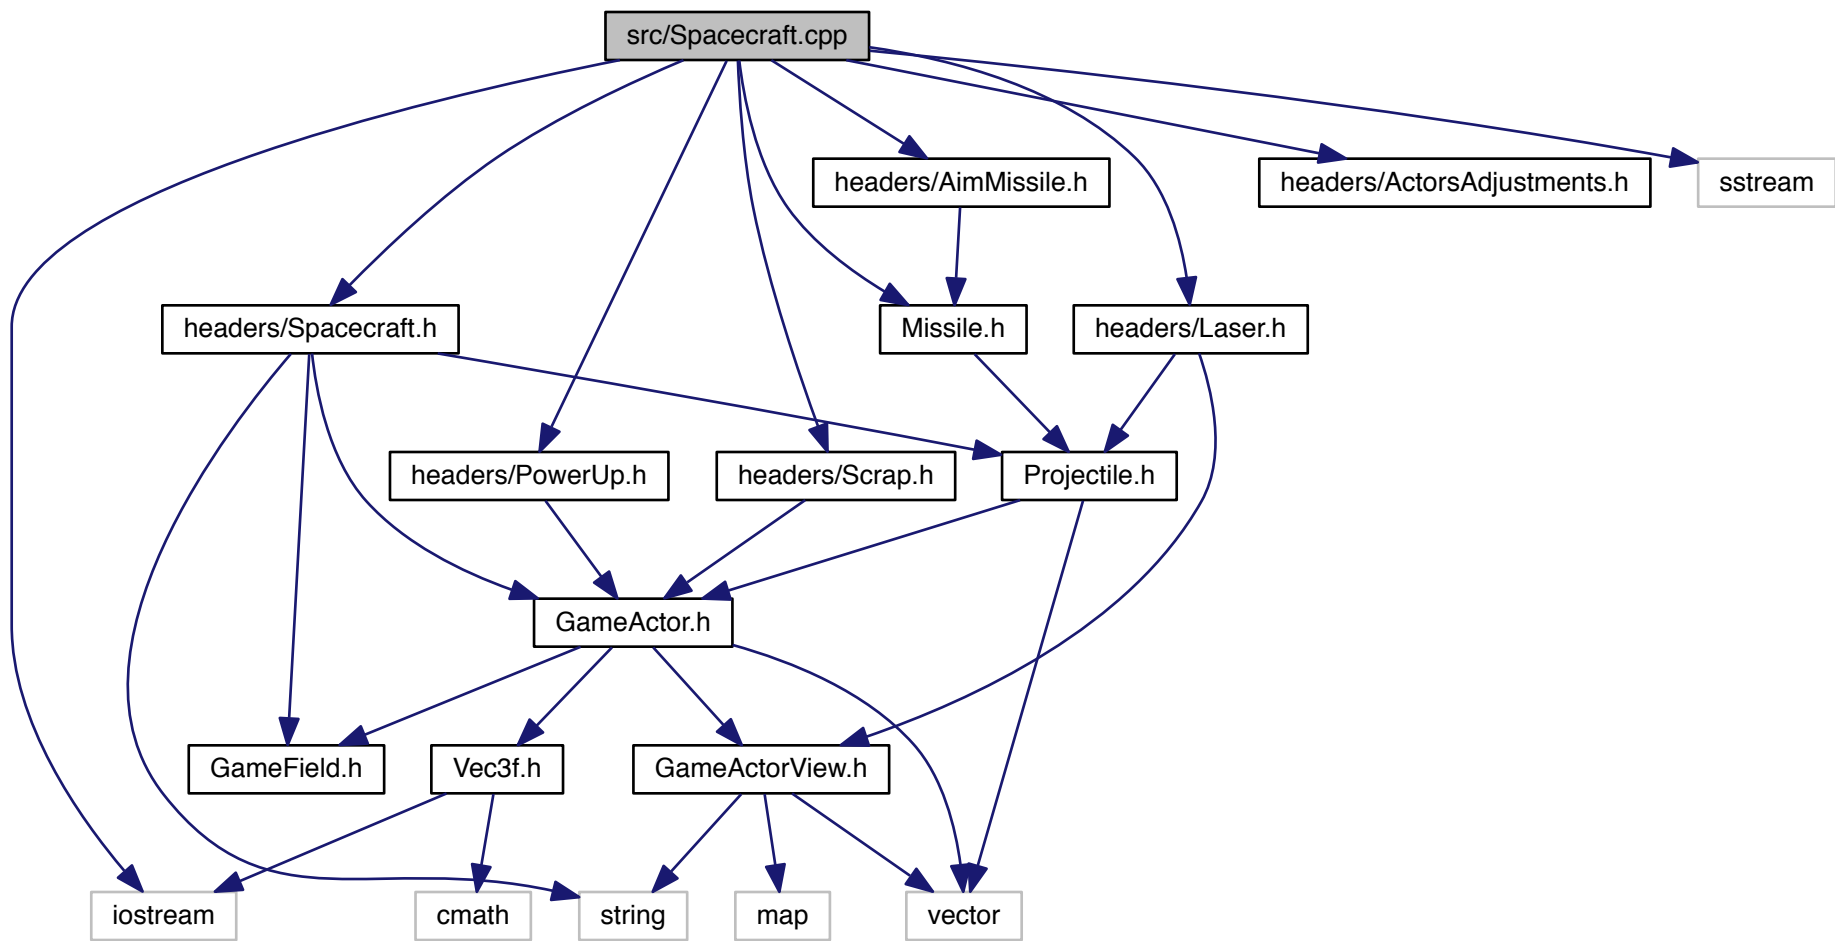 src/Spacecraft.cpp
headers/AimMissile.h
headers/ActorsAdjustments.h
sstream
headers/Spacecraft.h
Missile.h
headers/Laser.h
headers/PowerUp.h
headers/Scrap.h
Projectile.h
GameActor.h
GameField.h
Vec3f.h
GameActorView.h
iostream
cmath
string
map
vector